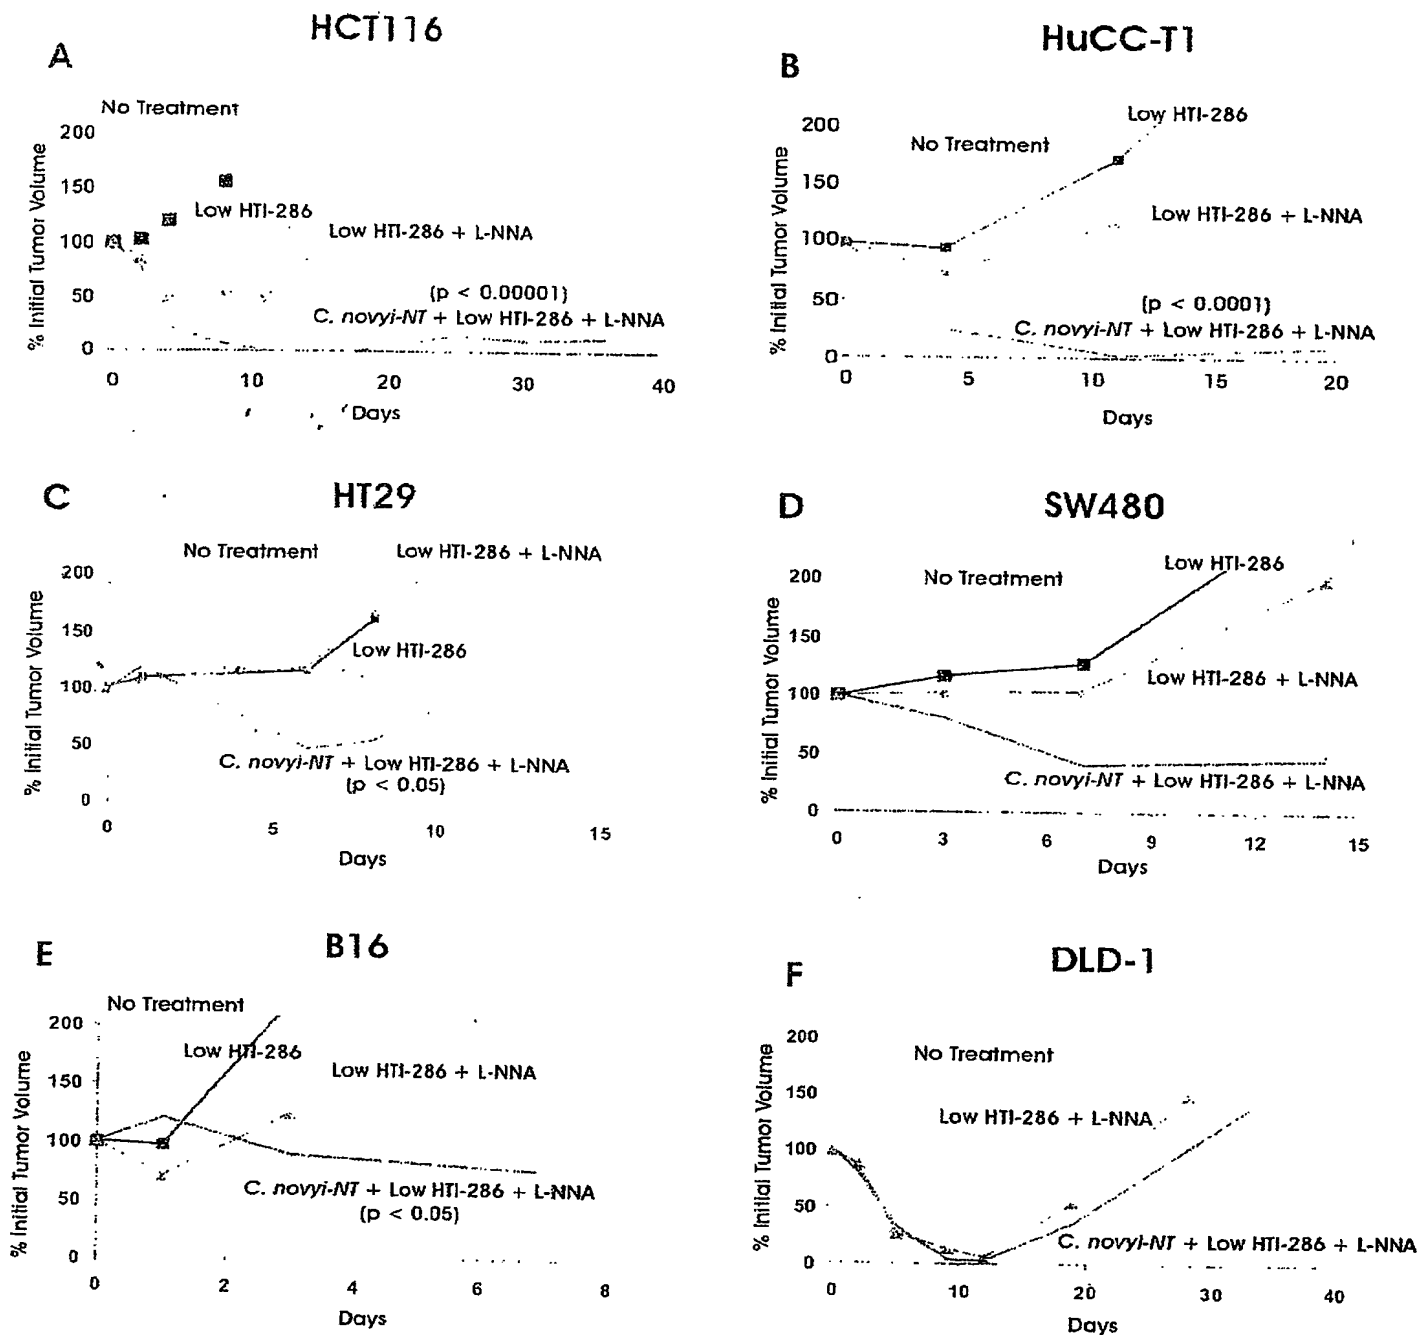 A
HCT116
No Treatment
% Initial Tumor Volume
200
150
100
50
0
Low HTI-286
Low HTI-286 + L-NNA
(p < 0.00001)
C. novyi-NT + Low HTI-286 + L-NNA
0 10 20 30 40
Days
B
HuCC-T1
Low HTI-286
No Treatment
% Initial Tumor Volume
200
150
100
50
0
Low HTI-286 + L-NNA
(p < 0.0001)
C. novyi-NT + Low HTI-286 + L-NNA
0 5 10 15 20
Days
C
HT29
No Treatment
Low HTI-286 + L-NNA
% Initial Tumor Volume
200
150
100
50
0
Low HTI-286
C. novyi-NT + Low HTI-286 + L-NNA
(p < 0.05)
0 5 10 15
Days
D
SW480
Low HTI-286
No Treatment
% Initial Tumor Volume
200
150
100
50
0
Low HTI-286 + L-NNA
C. novyi-NT + Low HTI-286 + L-NNA
0 3 6 9 12 15
Days
E
B16
No Treatment
% Initial Tumor Volume
200
150
100
50
0
Low HTI-286
Low HTI-286 + L-NNA
C. novyi-NT + Low HTI-286 + L-NNA
(p < 0.05)
0 2 4 6 8
Days
F
DLD-1
% Initial Tumor Volume
200
150
100
50
0
No Treatment
Low HTI-286 + L-NNA
C. novyi-NT + Low HTI-286 + L-NNA
0 10 20 30 40
Days